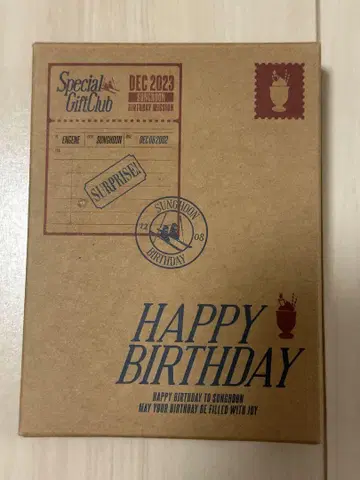 Special
GiftClub
DEC 2023
SUNGHOON
BIRTHDAY MISSION
ENGENE
SUNGHOON
DEC 08 2002
SURPRISE!
SUNGHOON
12 08
BIRTHDAY
HAPPY
BIRTHDAY
HAPPY BIRTHDAY TO SUNGHOON
MAY YOUR BIRTHDAY BE FILLED WITH JOY